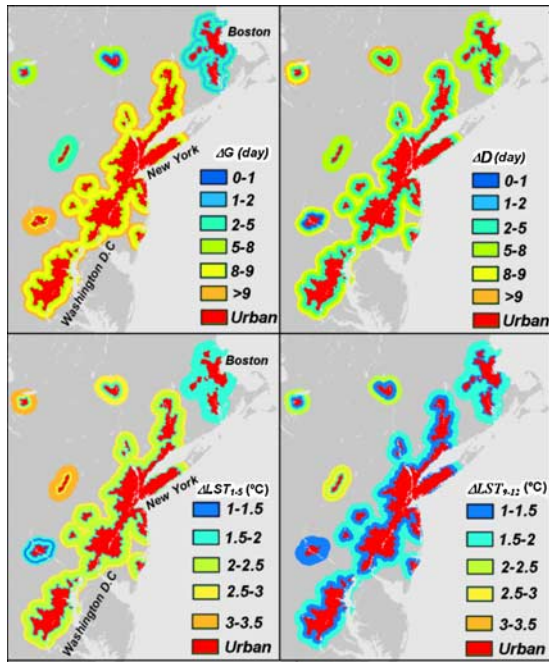 Boston
New York
Washington D.C
ΔG (day)
0-1
1-2
2-5
5-8
8-9
>9
Urban
ΔD (day)
0-1
1-2
2-5
5-8
8-9
>9
Urban
Boston
New York
Washington D.C
ΔLST1-5 (ºC)
1-1.5
1.5-2
2-2.5
2.5-3
3-3.5
Urban
ΔLST9-12 (ºC)
1-1.5
1.5-2
2-2.5
2.5-3
3-3.5
Urban